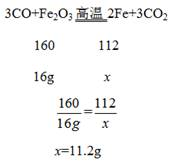 3CO+Fe₂O₃ 高温 2Fe+3CO₂
160 112
16g x
160/16g = 112/x
x=11.2g